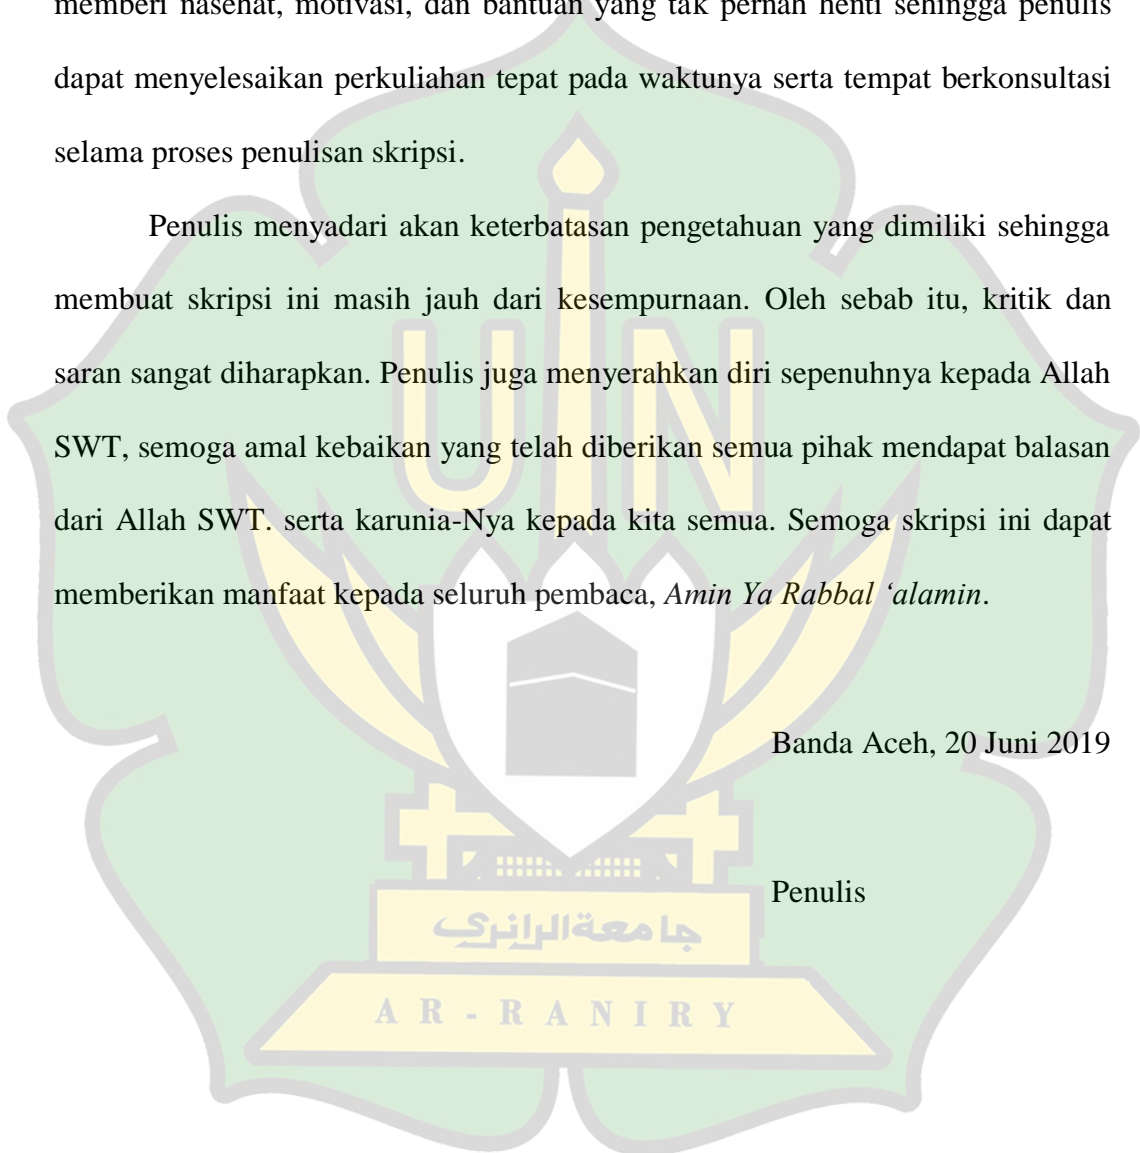 memberi nasehat, motivasi, dan bantuan yang tak pernah henti sehingga penulis
dapat menyelesaikan perkuliahan tepat pada waktunya serta tempat berkonsultasi
selama proses penulisan skripsi.
Penulis menyadari akan keterbatasan pengetahuan yang dimiliki sehingga
membuat skripsi ini masih jauh dari kesempurnaan. Oleh sebab itu, kritik dan
saran sangat diharapkan. Penulis juga menyerahkan diri sepenuhnya kepada Allah
SWT, semoga amal kebaikan yang telah diberikan semua pihak mendapat balasan
dari Allah SWT. serta karunia-Nya kepada kita semua. Semoga skripsi ini dapat
memberikan manfaat kepada seluruh pembaca, Amin Ya Rabbal ‘alamin.
Banda Aceh, 20 Juni 2019
Penulis
UIN
جامعة الرانري
AR-RANIRY